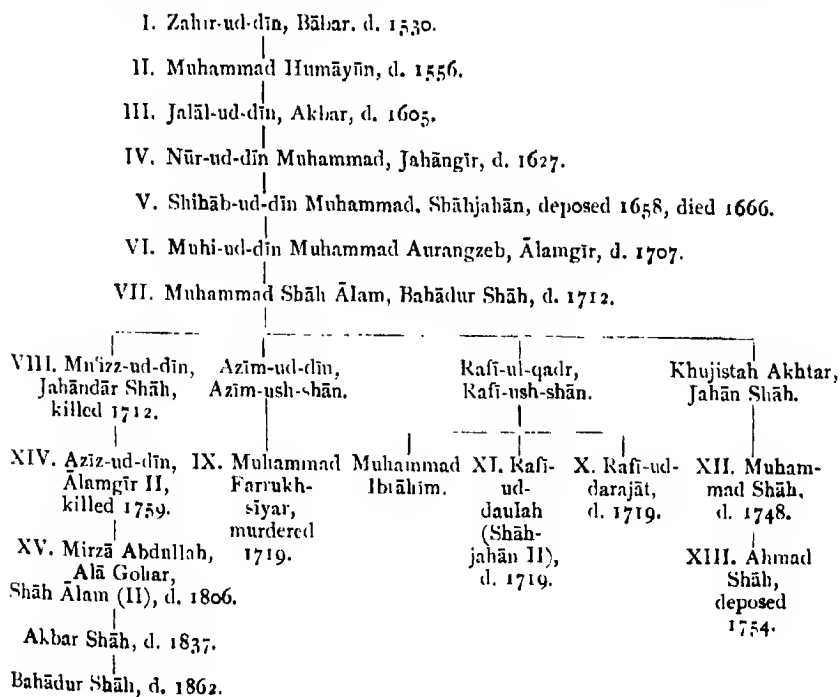 I. Zahīr-ud-dīn, Bābar. d. 1530.
II. Muhammad Humāyūn, d. 1556.
III. Jalāl-ud-dīn, Akbar, d. 1605.
IV. Nūr-ud-dīn Muhammad, Jahāngīr, d. 1627.
V. Shihāb-ud-dīn Muhammad. Shāhjahān, deposed 1658, died 1666.
VI. Muhi-ud-dīn Muhammad Aurangzeb, Ālamgīr, d. 1707.
VII. Muhammad Shāh Ālam, Bahādur Shāh, d. 1712.
VIII. Mu'izz-ud-dīn,
Jahāndār Shāh,
killed 1712.
Azīm-ud-dīn,
Azīm-ush-shān.
Rafī-ul-qadr,
Rafī-ush-shān.
Khujistah Akhtar,
Jahān Shāh.
XIV. Azīz-ud-dīn,
Ālamgīr II,
killed 1759.
IX. Muhammad
Farrukh-
siyar,
murdered
1719.
Muhammad
Ibrāhīm.
XI. Rafī-
ud-
daulah
(Shāh-
jahān II),
d. 1719.
X. Rafī-ud-
darajāt,
d. 1719.
XII. Muham-
mad Shāh,
d. 1748.
XV. Mirzā Abdullah,
Alā Gohar,
Shāh Ālam (II), d. 1806.
XIII. Ahmad
Shāh,
deposed
1754.
Akbar Shāh, d. 1837.
Bahādur Shāh, d. 1862.